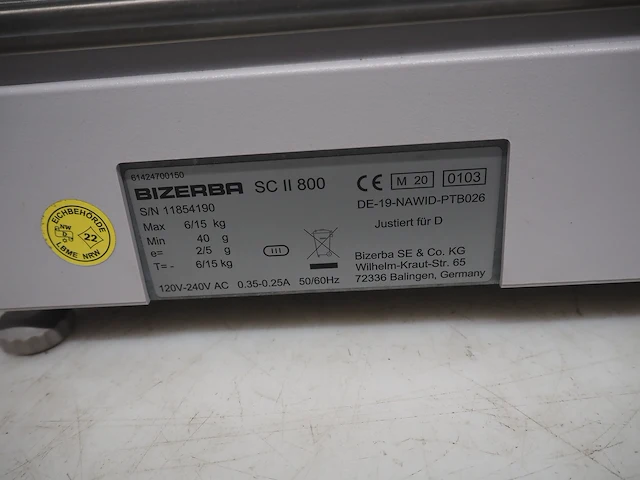 61424700150
BIZERBA SC II 800
S/N 11854190
Max 6/15 kg
Min 40 g
e= 2/5 g
T= - 6/15 kg
120V-240V AC 0.35-0.25A 50/60Hz
CE M 20 0103
DE-19-NAWID-PTB026
Justiert für D
Bizerba SE & Co. KG
Wilhelm-Kraut-Str. 65
72336 Balingen, Germany
III
EICHBEHÖRDE
NW
D
22
LBME NRW